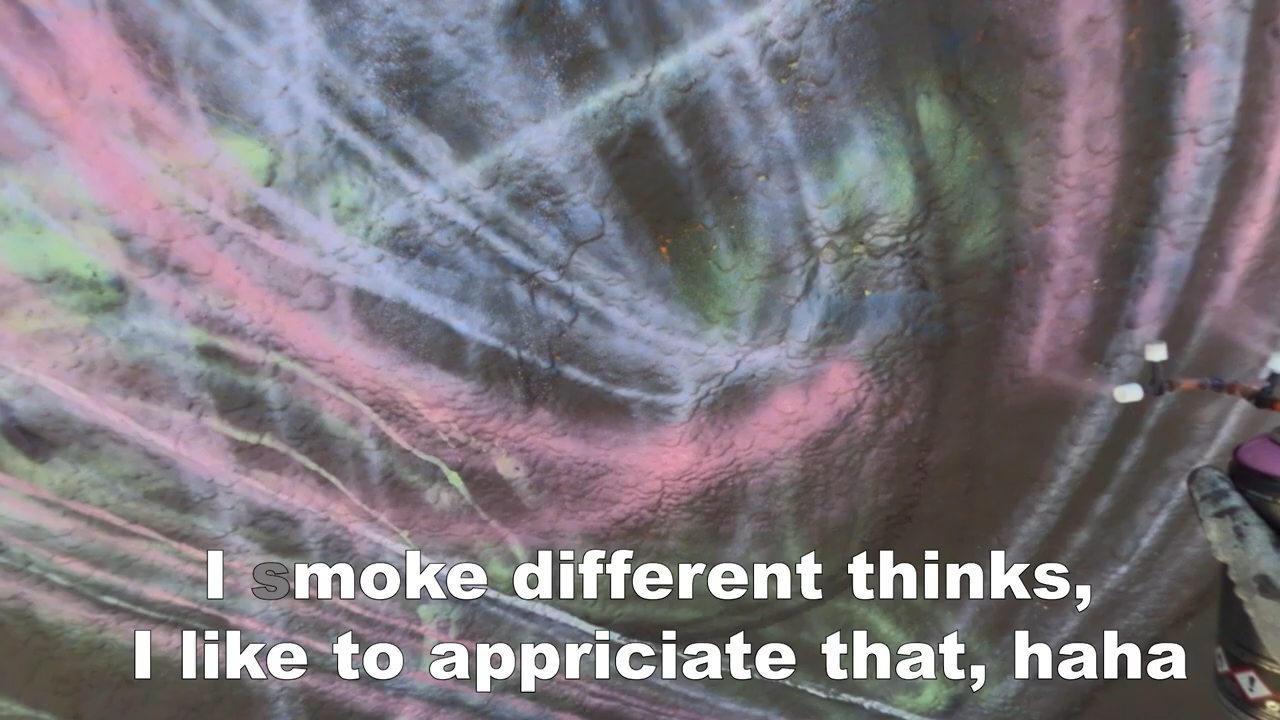 I smoke different thinks,
I like to appriciate that, haha